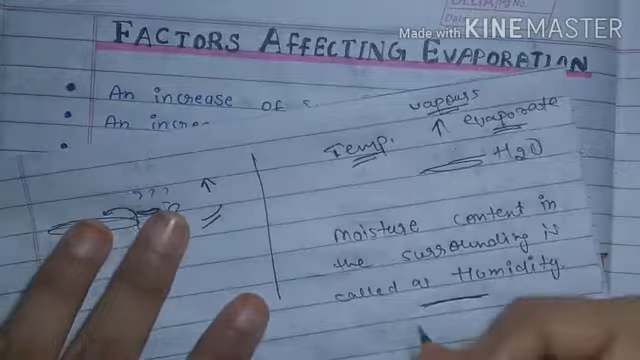 Made with KINEMASTER
FACTORS AFFECTING EVAPORATION
An increase of
An incre
???
Temp.
vapours
evaporate
H2O
Moisture content in
the surrounding is
called as Humidity.